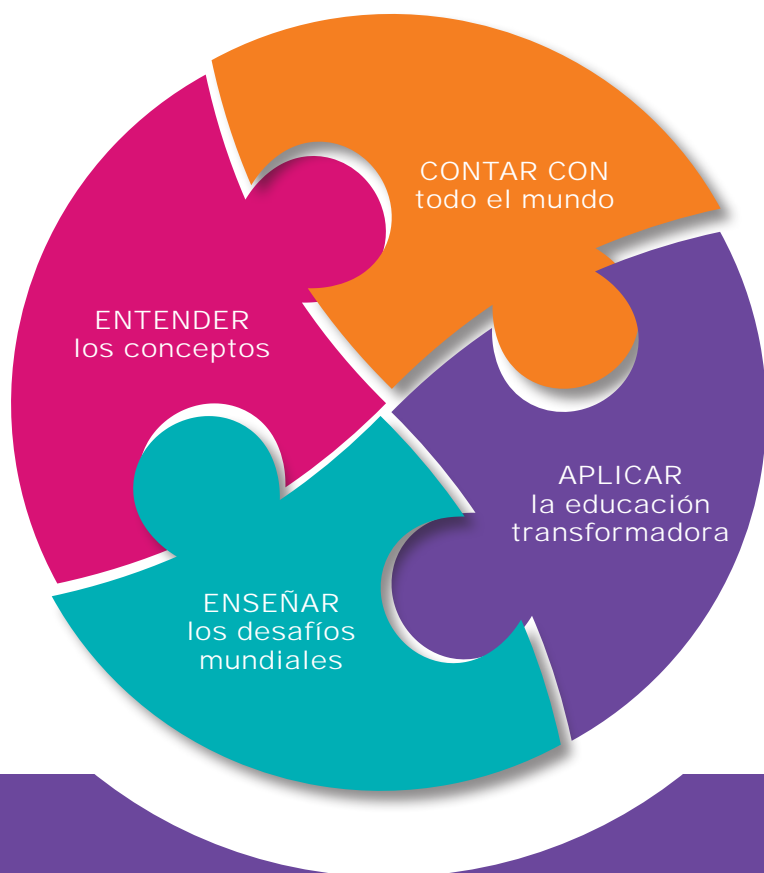 CONTAR CON
todo el mundo
ENTENDER
los conceptos
APLICAR
la educación
transformadora
ENSEÑAR
los desafíos
mundiales